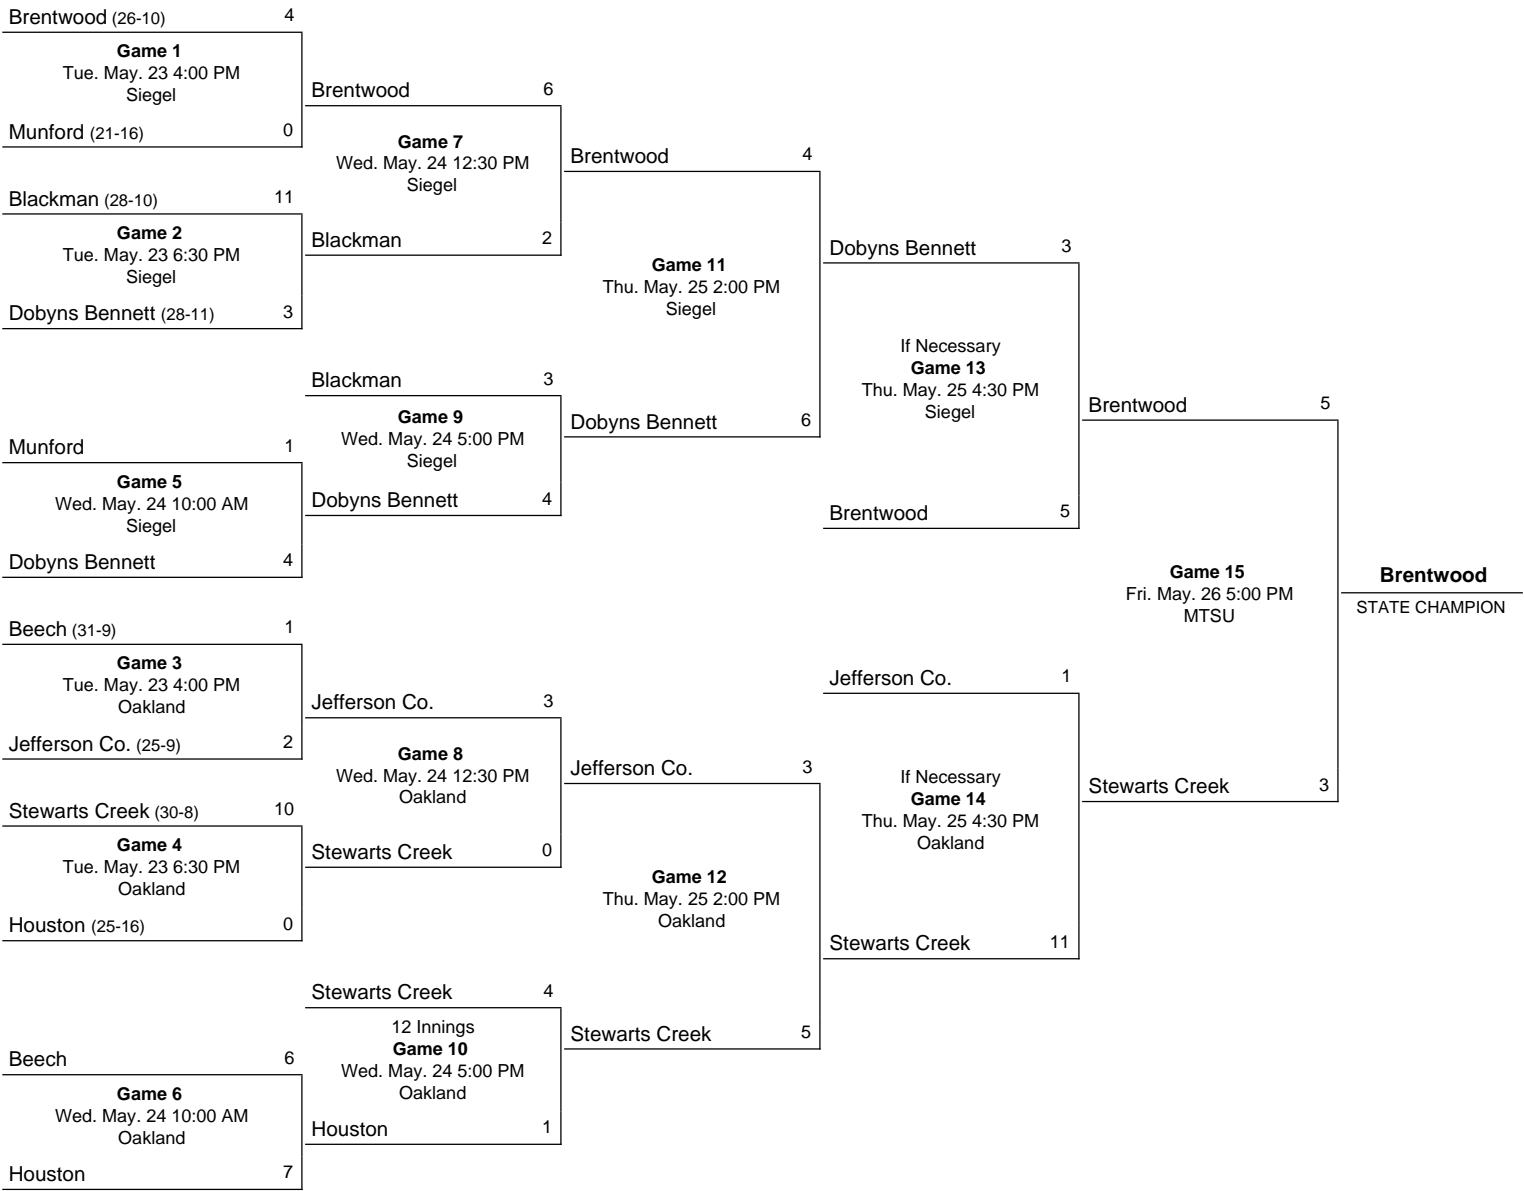 Brentwood (26-10) 4
Game 1
Tue. May. 23 4:00 PM
Siegel
Munford (21-16) 0
Blackman (28-10) 11
Game 2
Tue. May. 23 6:30 PM
Siegel
Dobyns Bennett (28-11) 3
Munford 1
Game 5
Wed. May. 24 10:00 AM
Siegel
Dobyns Bennett 4
Beech (31-9) 1
Game 3
Tue. May. 23 4:00 PM
Oakland
Jefferson Co. (25-9) 2
Stewarts Creek (30-8) 10
Game 4
Tue. May. 23 6:30 PM
Oakland
Houston (25-16) 0
Beech 6
Game 6
Wed. May. 24 10:00 AM
Oakland
Houston 7
Brentwood 6
Game 7
Wed. May. 24 12:30 PM
Siegel
Blackman 2
Blackman 3
Game 9
Wed. May. 24 5:00 PM
Siegel
Dobyns Bennett 4
Jefferson Co. 3
Game 8
Wed. May. 24 12:30 PM
Oakland
Stewarts Creek 0
Stewarts Creek 4
12 Innings
Game 10
Wed. May. 24 5:00 PM
Oakland
Houston 1
Brentwood 4
Game 11
Thu. May. 25 2:00 PM
Siegel
Dobyns Bennett 6
Jefferson Co. 3
Game 12
Thu. May. 25 2:00 PM
Oakland
Stewarts Creek 5
Dobyns Bennett 3
If Necessary
Game 13
Thu. May. 25 4:30 PM
Siegel
Brentwood 5
Jefferson Co. 1
If Necessary
Game 14
Thu. May. 25 4:30 PM
Oakland
Stewarts Creek 11
Brentwood 5
Game 15
Fri. May. 26 5:00 PM
MTSU
Stewarts Creek 3
Brentwood
STATE CHAMPION